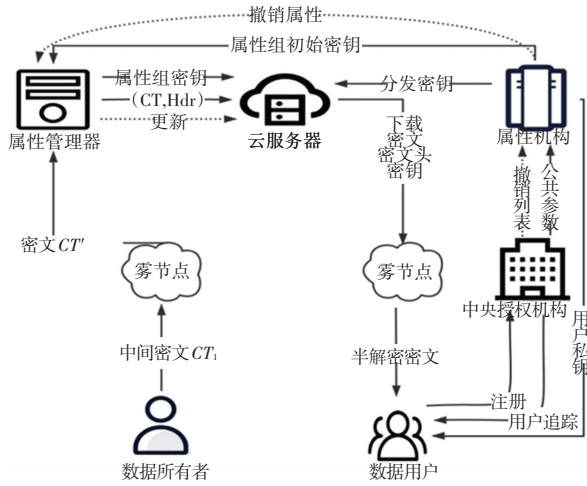 撤销属性
属性组初始密钥
属性组密钥
(CT,Hdr)
更新
分发密钥
属性管理器
云服务器
属性机构
下载
密文
密文头
密钥
撤销列表
公共参数
密文CT'
雾节点
雾节点
中央授权机构
用户私钥
中间密文CT₁
半解密密文
注册
用户追踪
数据所有者
数据用户